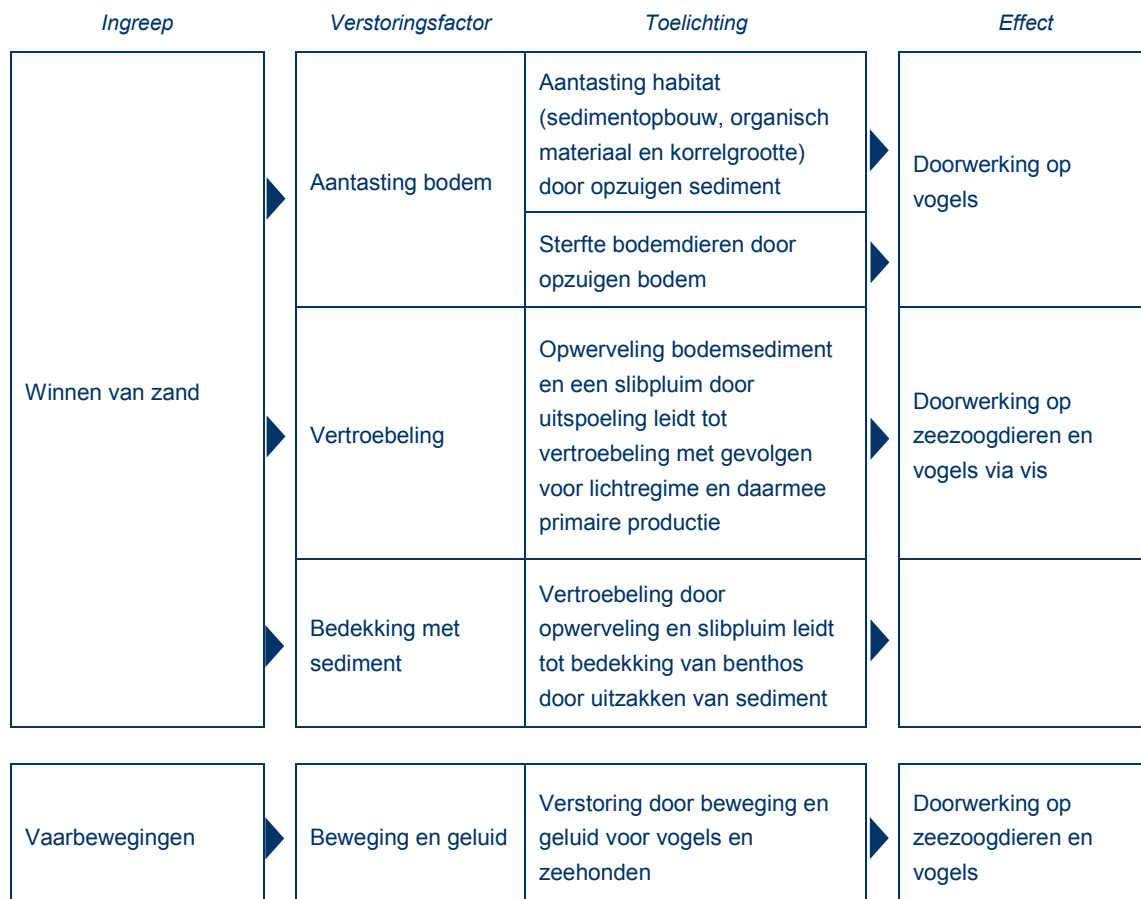 Ingreep
Verstoringsfactor
Toelichting
Effect
Winnen van zand
Aantasting bodem
Aantasting habitat
(sedimentopbouw, organisch
materiaal en korrelgrootte)
door opzuigen sediment
Sterfte bodemdieren door
opzuigen bodem
Doorwerking op
vogels
Vertroebeling
Opwerveling bodemsediment
en een slibpluim door
uitspoeling leidt tot
vertroebeling met gevolgen
voor lichtregime en daarmee
primaire productie
Doorwerking op
zeezoogdieren en
vogels via vis
Bedekking met
sediment
Vertroebeling door
opwerveling en slibpluim leidt
tot bedekking van benthos
door uitzakken van sediment
Vaarbewegingen
Beweging en geluid
Verstoring door beweging en
geluid voor vogels en
zeehonden
Doorwerking op
zeezoogdieren en
vogels